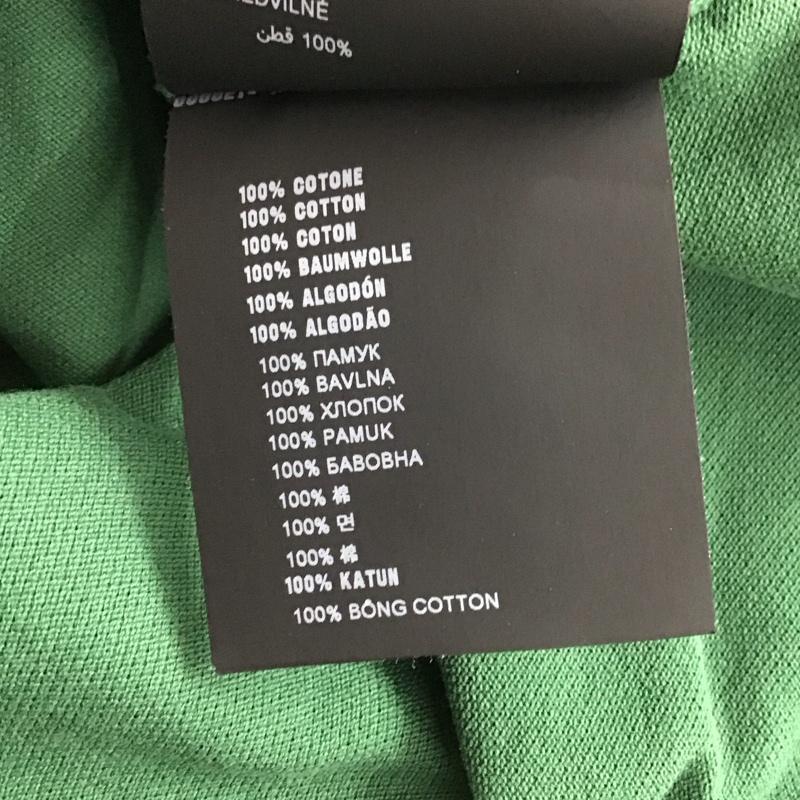 100% قطن
100% COTONE
100% COTTON
100% COTON
100% BAUMWOLLE
100% ALGODÓN
100% ALGODÃO
100% ПАМУК
100% BAVLNA
100% ХЛОПОК
100% PAMUK
100% БАВОВНА
100% 棉
100% 면
100% 棉
100% KATUN
100% BÔNG COTTON